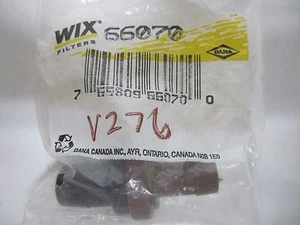 WIX 66070
FILTERS
DANA
7 65809 66070 0
V276
DANA CANADA INC., AYR, ONTARIO, CANADA N0B 1E0